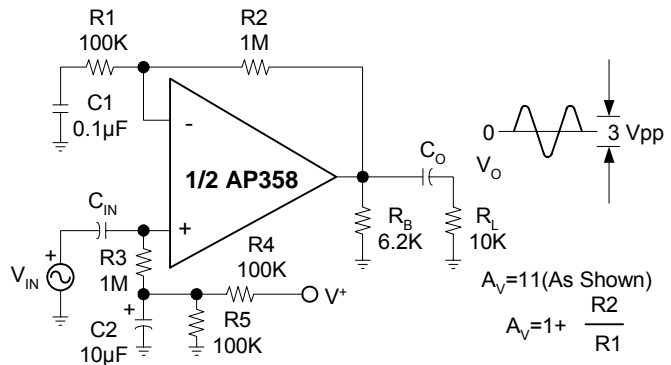 R1
100K
R2
1M
C1
0.1µF
-
1/2 AP358
+
C_IN
V_IN
+
R3
1M
+
C2
10µF
R4
100K
R5
100K
V⁺
R_B
6.2K
C_O
R_L
10K
0
V_O
3 Vpp
A_V=11(As Shown)
A_V=1+ R2
R1